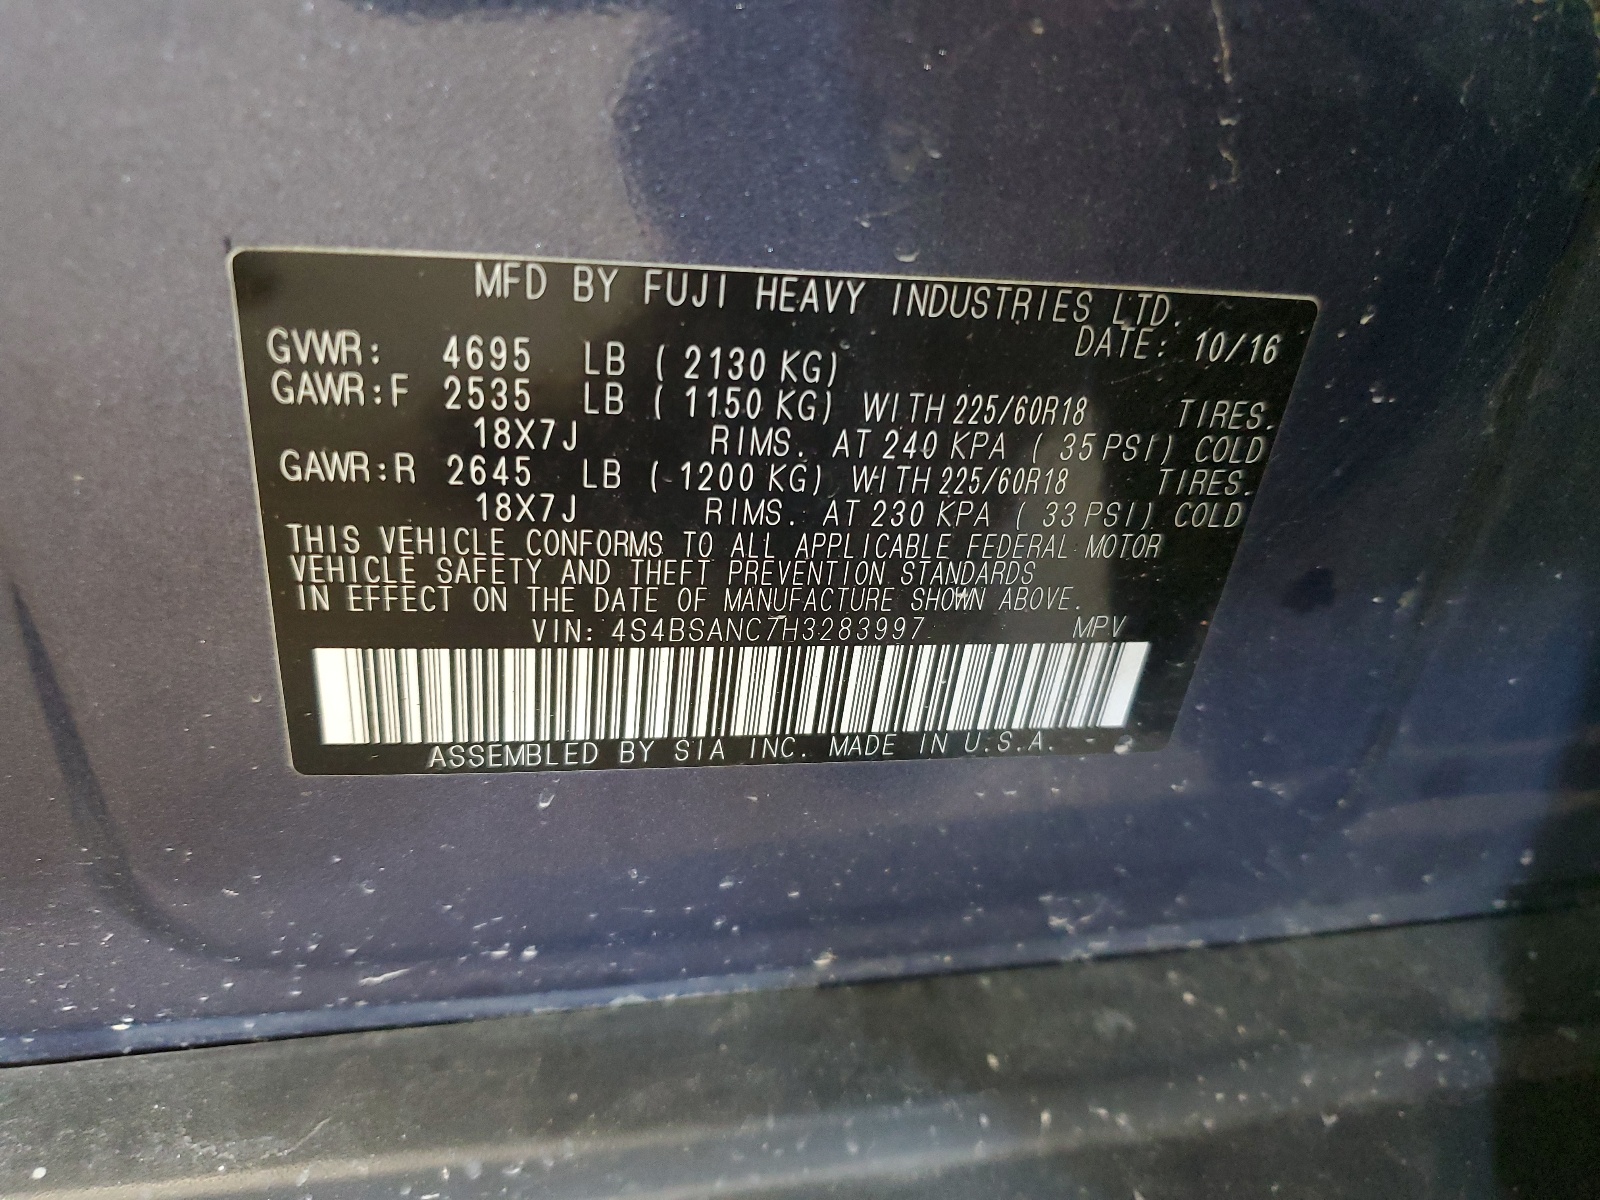 MFD BY FUJI HEAVY INDUSTRIES LTD.
DATE: 10/16
GVWR: 4695 LB ( 2130 KG)
GAWR:F 2535 LB ( 1150 KG) WITH 225/60R18 TIRES.
18X7J RIMS. AT 240 KPA ( 35 PSI) COLD
GAWR:R 2645 LB ( 1200 KG) WITH 225/60R18 TIRES.
18X7J RIMS. AT 230 KPA ( 33 PSI) COLD
THIS VEHICLE CONFORMS TO ALL APPLICABLE FEDERAL MOTOR
VEHICLE SAFETY AND THEFT PREVENTION STANDARDS
IN EFFECT ON THE DATE OF MANUFACTURE SHOWN ABOVE.
VIN: 4S4BSANC7H3283997 MPV
ASSEMBLED BY SIA INC. MADE IN U.S.A.